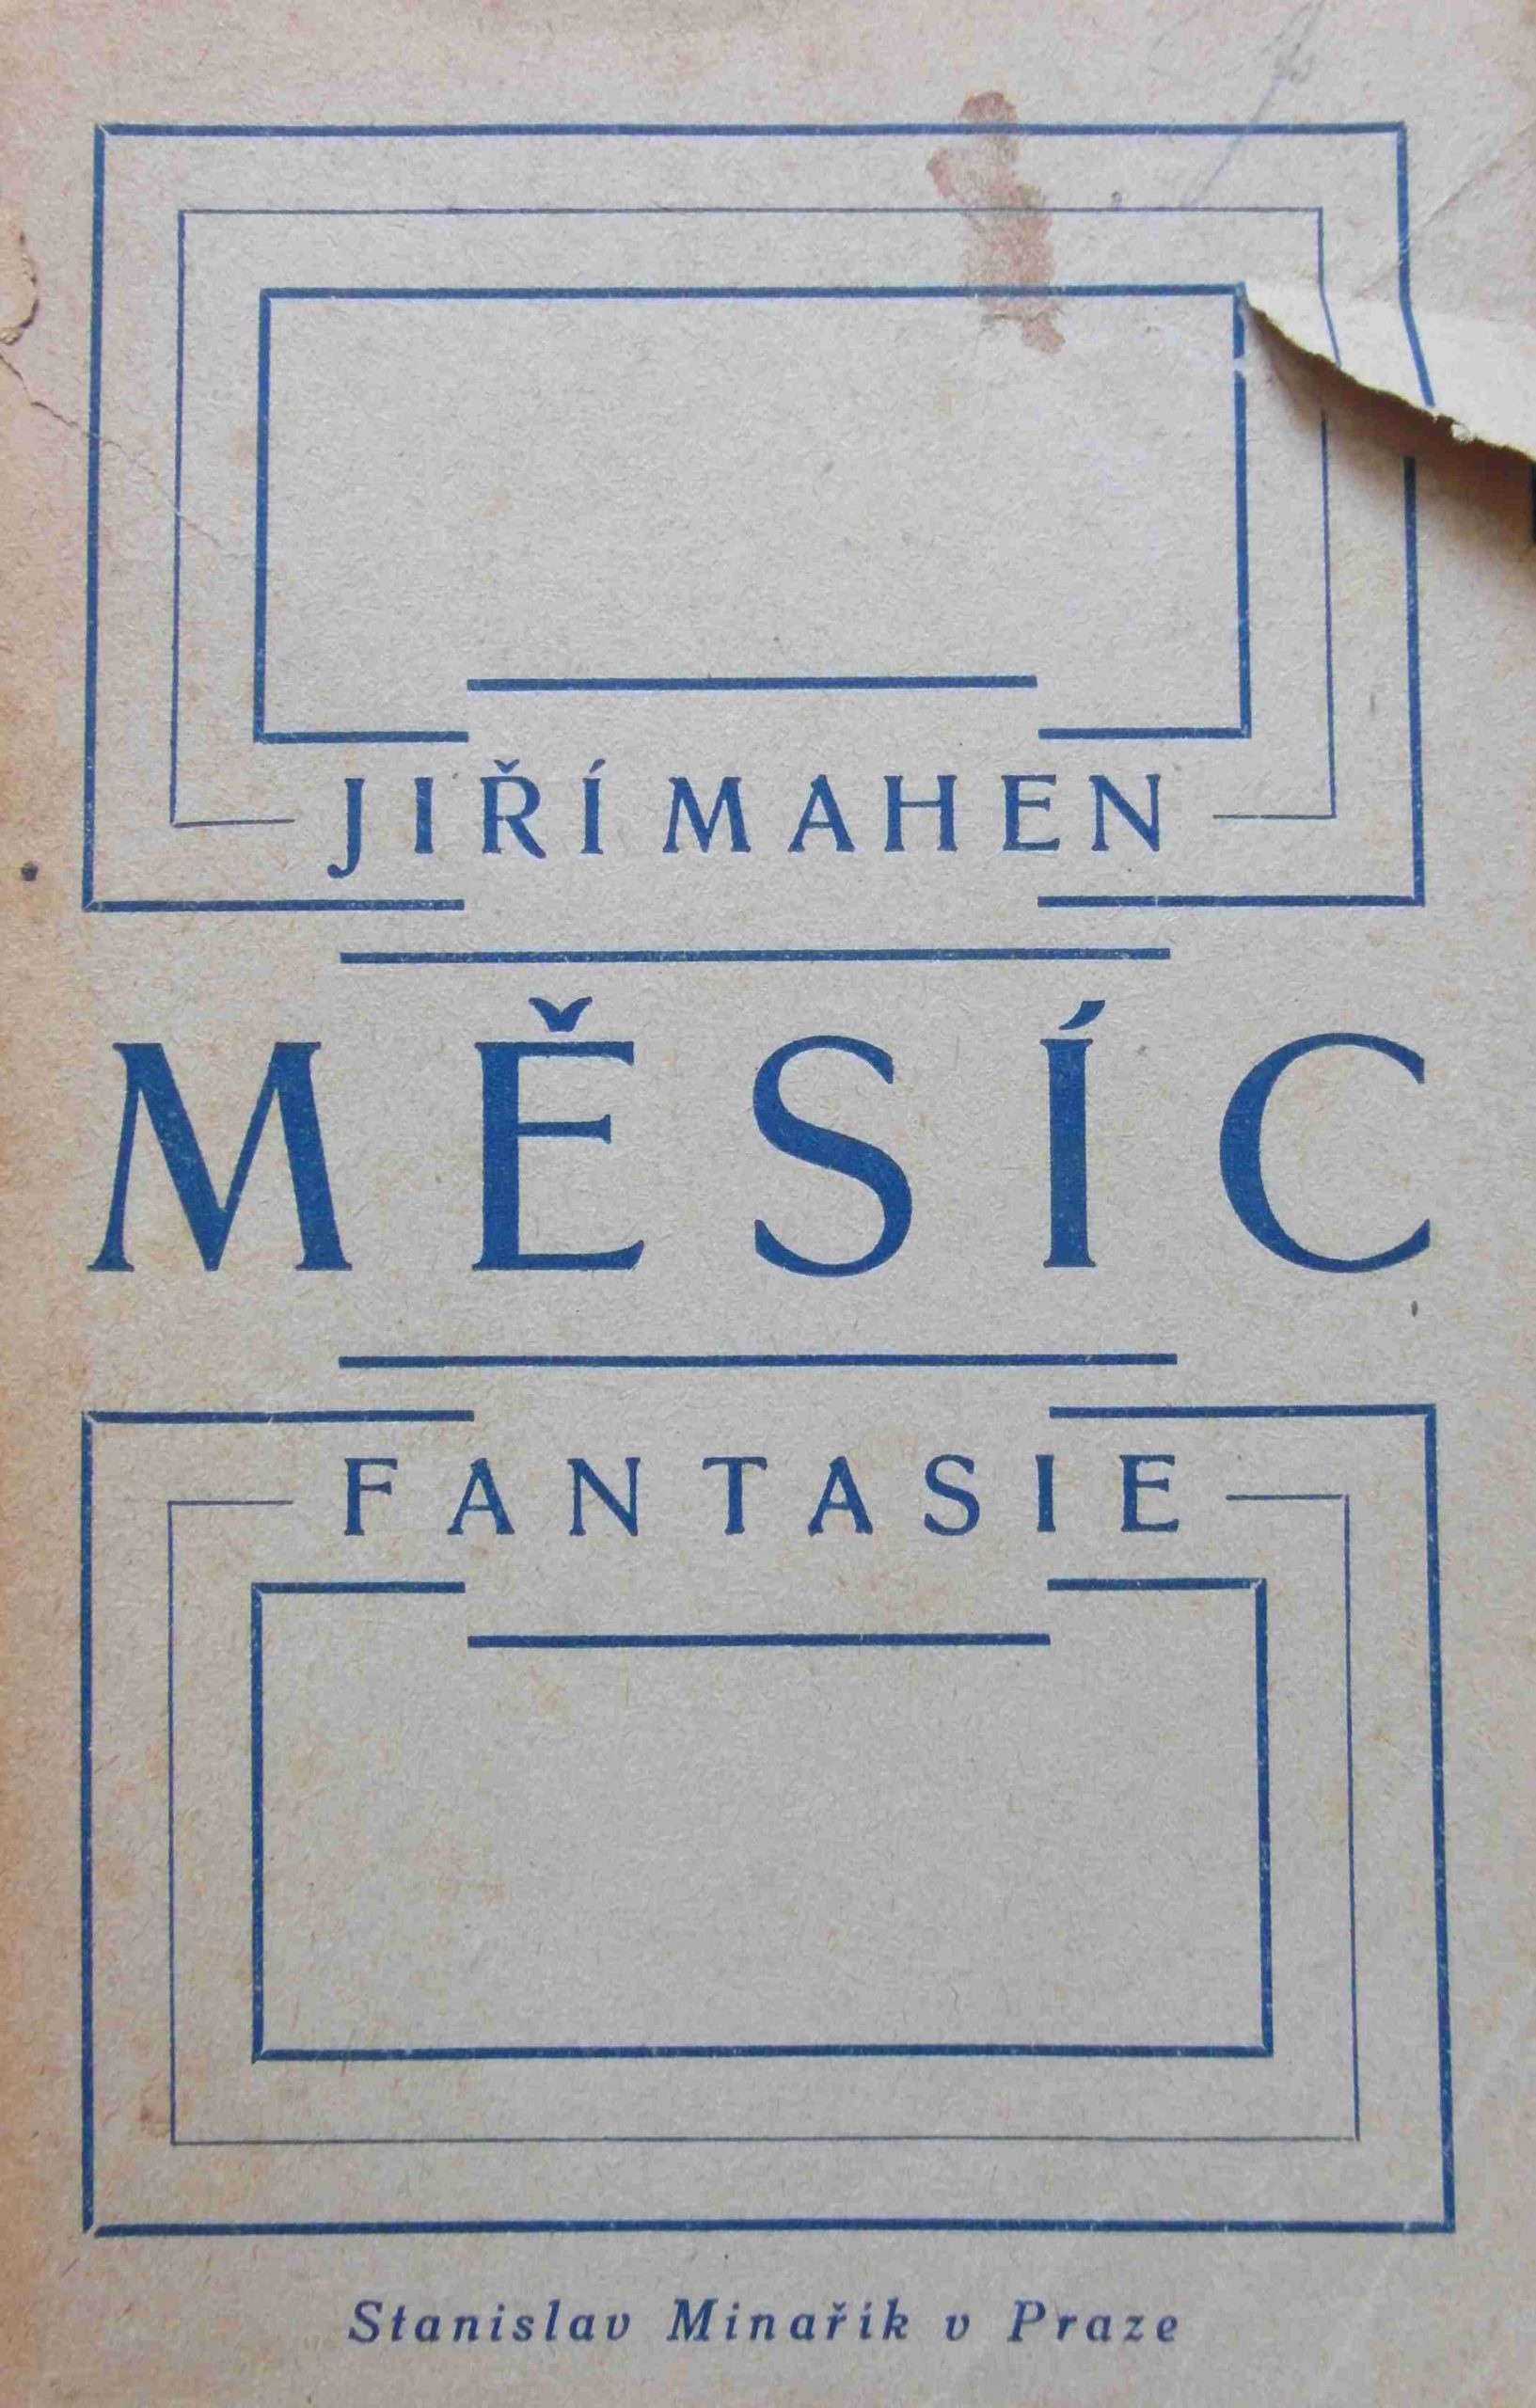 JIŘÍ MAHEN
MĚSÍC
FANTASIE
Stanislav Minařík v Praze